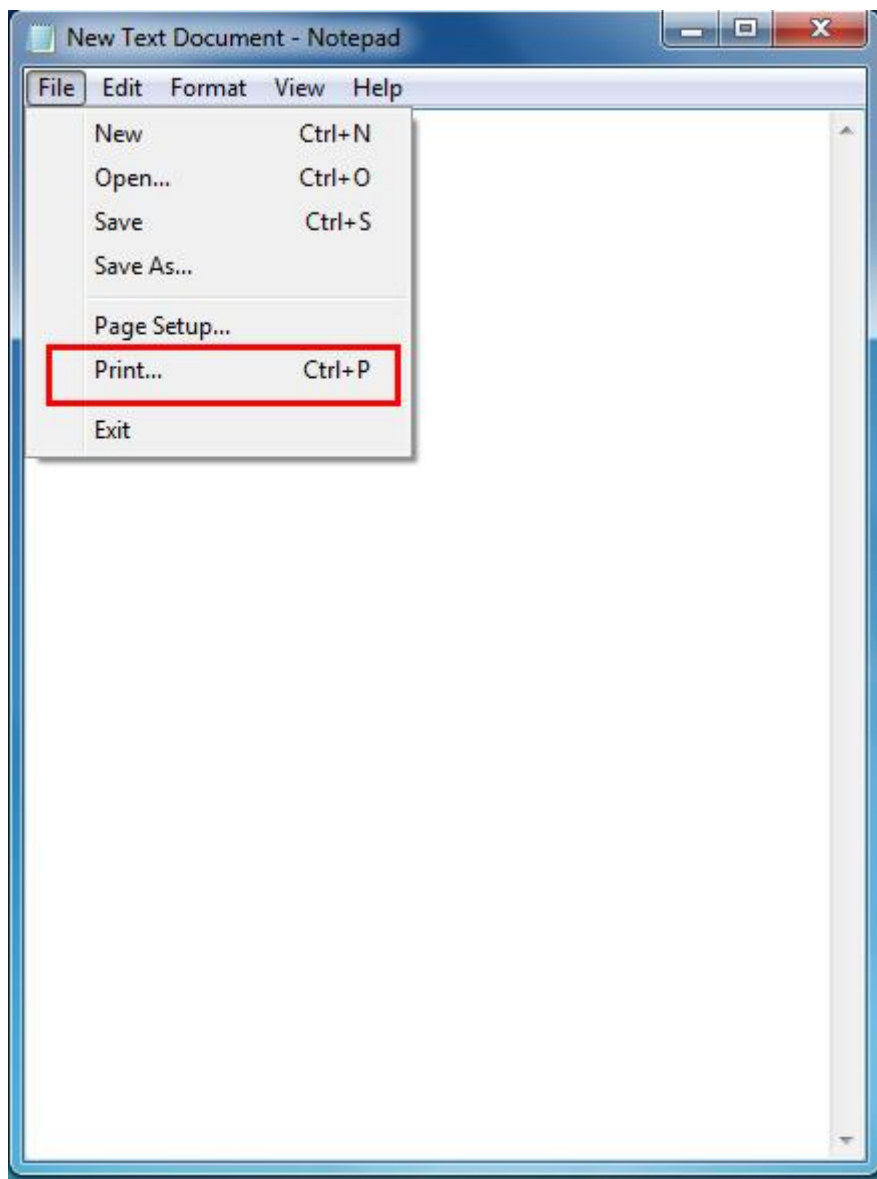 New Text Document - Notepad
File Edit Format View Help
New Ctrl+N
Open... Ctrl+O
Save Ctrl+S
Save As...
Page Setup...
Print... Ctrl+P
Exit